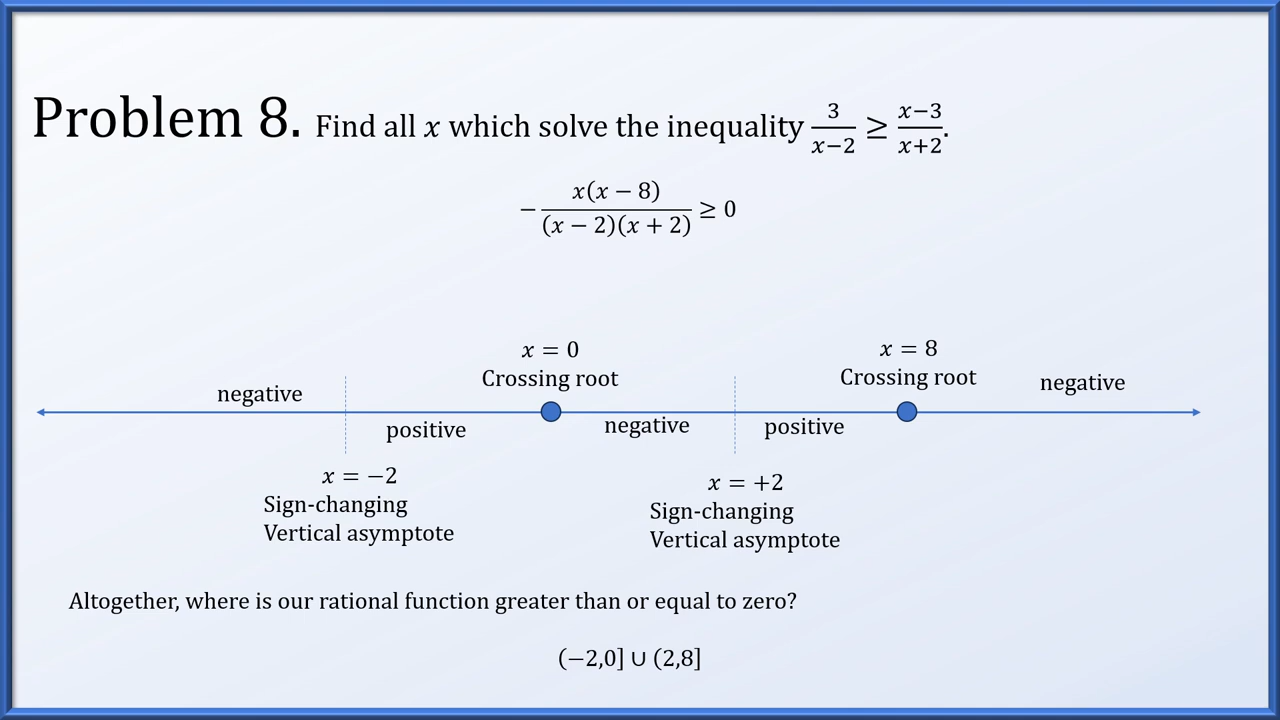 Problem 8. Find all x which solve the inequality 3/(x−2) ≥ (x−3)/(x+2).
− x(x − 8)/((x − 2)(x + 2)) ≥ 0
x = 0
Crossing root
x = 8
Crossing root
negative
positive
negative
positive
negative
x = −2
Sign-changing
Vertical asymptote
x = +2
Sign-changing
Vertical asymptote
Altogether, where is our rational function greater than or equal to zero?
(−2,0] ∪ (2,8]